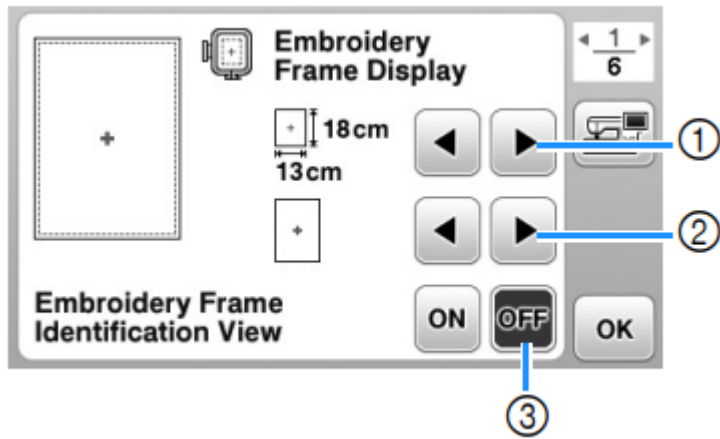 Embroidery
Frame Display
1
6
18cm
13cm
①
②
Embroidery Frame
Identification View
ON
OFF
OK
③